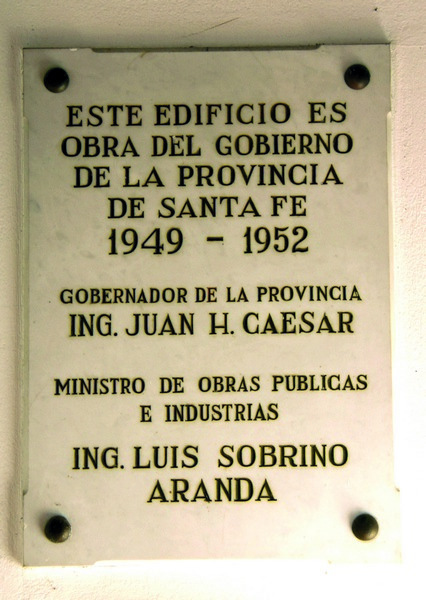 ESTE EDIFICIO ES
OBRA DEL GOBIERNO
DE LA PROVINCIA
DE SANTA FE
1949 - 1952
GOBERNADOR DE LA PROVINCIA
ING. JUAN H. CAESAR
MINISTRO DE OBRAS PUBLICAS
E INDUSTRIAS
ING. LUIS SOBRINO
ARANDA